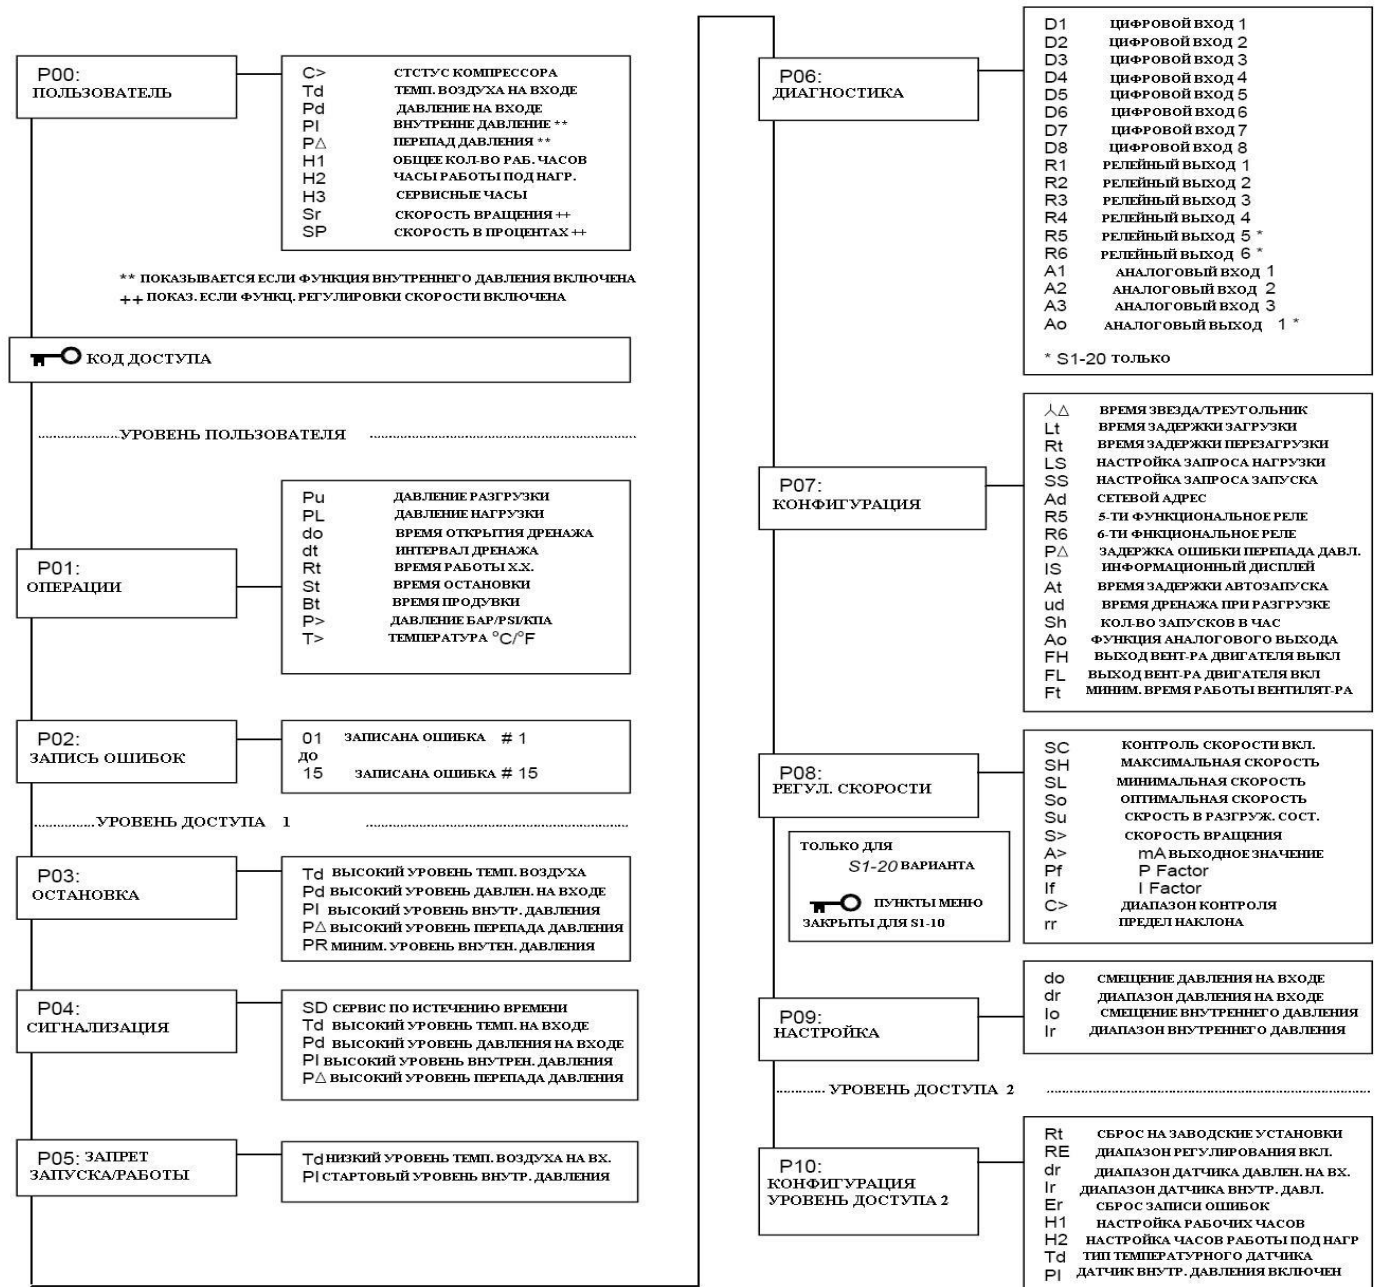 P00:
ПОЛЬЗОВАТЕЛЬ
C> СТСТУС КОМПРЕССОРА
Td ТЕМП. ВОЗДУХА НА ВХОДЕ
Pd ДАВЛЕНИЕ НА ВХОДЕ
PI ВНУТРЕННЕ ДАВЛЕНИЕ **
P△ ПЕРЕПАД ДАВЛЕНИЯ **
H1 ОБЩЕЕ КОЛ-ВО РАБ. ЧАСОВ
H2 ЧАСЫ РАБОТЫ ПОД НАГР.
H3 СЕРВИСНЫЕ ЧАСЫ
Sr СКОРОСТЬ ВРАЩЕНИЯ ++
SP СКОРОСТЬ В ПРОЦЕНТАХ ++
** ПОКАЗЫВАЕТСЯ ЕСЛИ ФУНКЦИЯ ВНУТРЕННЕГО ДАВЛЕНИЯ ВКЛЮЧЕНА
++ ПОКАЗ. ЕСЛИ ФУНКЦ. РЕГУЛИРОВКИ СКОРОСТИ ВКЛЮЧЕНА
КОД ДОСТУПА
....................УРОВЕНЬ ПОЛЬЗОВАТЕЛЯ ....................
P01:
ОПЕРАЦИИ
Pu ДАВЛЕНИЕ РАЗГРУЗКИ
PL ДАВЛЕНИЕ НАГРУЗКИ
do ВРЕМЯ ОТКРЫТИЯ ДРЕНАЖА
dt ИНТЕРВАЛ ДРЕНАЖА
Rt ВРЕМЯ РАБОТЫ Х.Х.
St ВРЕМЯ ОСТАНОВКИ
Bt ВРЕМЯ ПРОДУВКИ
P> ДАВЛЕНИЕ БАР/PSI/КПА
T> ТЕМПЕРАТУРА °C/°F
P02:
ЗАПИСЬ ОШИБОК
01 ЗАПИСАНА ОШИБКА # 1
ДО
15 ЗАПИСАНА ОШИБКА # 15
...............УРОВЕНЬ ДОСТУПА 1 ....................
P03:
ОСТАНОВКА
Td ВЫСОКИЙ УРОВЕНЬ ТЕМП. ВОЗДУХА
Pd ВЫСОКИЙ УРОВЕНЬ ДАВЛЕН. НА ВХОДЕ
PI ВЫСОКИЙ УРОВЕНЬ ВНУТР. ДАВЛЕНИЯ
P△ ВЫСОКИЙ УРОВЕНЬ ПЕРЕПАДА ДАВЛЕНИЯ
PR МИНИМ. УРОВЕНЬ ВНУТЕН. ДАВЛЕНИЯ
P04:
СИГНАЛИЗАЦИЯ
SD СЕРВИС ПО ИСТЕЧЕНИЮ ВРЕМЕНИ
Td ВЫСОКИЙ УРОВЕНЬ ТЕМП. НА ВХОДЕ
Pd ВЫСОКИЙ УРОВЕНЬ ДАВЛЕНИЯ НА ВХОДЕ
PI ВЫСОКИЙ УРОВЕНЬ ВНУТРЕН. ДАВЛЕНИЯ
P△ ВЫСОКИЙ УРОВЕНЬ ПЕРЕПАДА ДАВЛЕНИЯ
P05: ЗАПРЕТ
ЗАПУСКА/РАБОТЫ
Td НИЗКИЙ УРОВЕНЬ ТЕМП. ВОЗДУХА НА ВХ.
PI СТАРТОВЫЙ УРОВЕНЬ ВНУТР. ДАВЛЕНИЯ
P06:
ДИАГНОСТИКА
D1 ЦИФРОВОЙ ВХОД 1
D2 ЦИФРОВОЙ ВХОД 2
D3 ЦИФРОВОЙ ВХОД 3
D4 ЦИФРОВОЙ ВХОД 4
D5 ЦИФРОВОЙ ВХОД 5
D6 ЦИФРОВОЙ ВХОД 6
D7 ЦИФРОВОЙ ВХОД 7
D8 ЦИФРОВОЙ ВХОД 8
R1 РЕЛЕЙНЫЙ ВЫХОД 1
R2 РЕЛЕЙНЫЙ ВЫХОД 2
R3 РЕЛЕЙНЫЙ ВЫХОД 3
R4 РЕЛЕЙНЫЙ ВЫХОД 4
R5 РЕЛЕЙНЫЙ ВЫХОД 5 *
R6 РЕЛЕЙНЫЙ ВЫХОД 6 *
A1 АНАЛОГОВЫЙ ВХОД 1
A2 АНАЛОГОВЫЙ ВХОД 2
A3 АНАЛОГОВЫЙ ВХОД 3
Ao АНАЛОГОВЫЙ ВЫХОД 1 *
* S1-20 ТОЛЬКО
P07:
КОНФИГУРАЦИЯ
⅄△ ВРЕМЯ ЗВЕЗДА/ТРЕУГОЛЬНИК
Lt ВРЕМЯ ЗАДЕРЖКИ ЗАГРУЗКИ
Rt ВРЕМЯ ЗАДЕРЖКИ ПЕРЕЗАГРУЗКИ
LS НАСТРОЙКА ЗАПРОСА НАГРУЗКИ
SS НАСТРОЙКА ЗАПРОСА ЗАПУСКА
Ad СЕТЕВОЙ АДРЕС
R5 5-ТИ ФУНКЦИОНАЛЬНОЕ РЕЛЕ
R6 6-ТИ ФНКЦИОНАЛЬНОЕ РЕЛЕ
P△ ЗАДЕРЖКА ОШИБКИ ПЕРЕПАДА ДАВЛ.
IS ИНФОРМАЦИОННЫЙ ДИСПЛЕЙ
At ВРЕМЯ ЗАДЕРЖКИ АВТОЗАПУСКА
ud ВРЕМЯ ДРЕНАЖА ПРИ РАЗГРУЗКЕ
Sh КОЛ-ВО ЗАПУСКОВ В ЧАС
Ao ФУНКЦИЯ АНАЛОГОВОГО ВЫХОДА
FH ВЫХОД ВЕНТ-РА ДВИГАТЕЛЯ ВЫКЛ
FL ВЫХОД ВЕНТ-РА ДВИГАТЕЛЯ ВКЛ
Ft МИНИМ. ВРЕМЯ РАБОТЫ ВЕНТИЛЯТ-РА
P08:
РЕГУЛ. СКОРОСТИ
SC КОНТРОЛЬ СКОРОСТИ ВКЛ.
SH МАКСИМАЛЬНАЯ СКОРОСТЬ
SL МИНИМАЛЬНАЯ СКОРОСТЬ
So ОПТИМАЛЬНАЯ СКОРОСТЬ
Su СКРОСТЬ В РАЗГРУЖ. СОСТ.
S> СКОРОСТЬ ВРАЩЕНИЯ
A> mA ВЫХОДНОЕ ЗНАЧЕНИЕ
Pf P Factor
If I Factor
C> ДИАПАЗОН КОНТРОЛЯ
rr ПРЕДЕЛ НАКЛОНА
ТОЛЬКО ДЛЯ
S1-20 ВАРИАНТА
ПУНКТЫ МЕНЮ
ЗАКРЫТЫ ДЛЯ S1-10
P09:
НАСТРОЙКА
do СМЕЩЕНИЕ ДАВЛЕНИЯ НА ВХОДЕ
dr ДИАПАЗОН ДАВЛЕНИЯ НА ВХОДЕ
Io СМЕЩЕНИЕ ВНУТРЕННЕГО ДАВЛЕНИЯ
Ir ДИАПАЗОН ВНУТРЕННЕГО ДАВЛЕНИЯ
............ УРОВЕНЬ ДОСТУПА 2 ....................
P10:
КОНФИГУРАЦИЯ
УРОВЕНЬ ДОСТУПА 2
Rt СБРОС НА ЗАВОДСКИЕ УСТАНОВКИ
RE ДИАПАЗОН РЕГУЛИРОВАНИЯ ВКЛ.
dr ДИАПАЗОН ДАТЧИКА ДАВЛЕН. НА ВХ.
Ir ДИАПАЗОН ДАТЧИКА ВНУТР. ДАВЛ.
Er СБРОС ЗАПИСИ ОШИБОК
H1 НАСТРОЙКА РАБОЧИХ ЧАСОВ
H2 НАСТРОЙКА ЧАСОВ РАБОТЫ ПОД НАГР
Td ТИП ТЕМПЕРАТУРНОГО ДАТЧИКА
PI ДАТЧИК ВНУТР. ДАВЛЕНИЯ ВКЛЮЧЕН